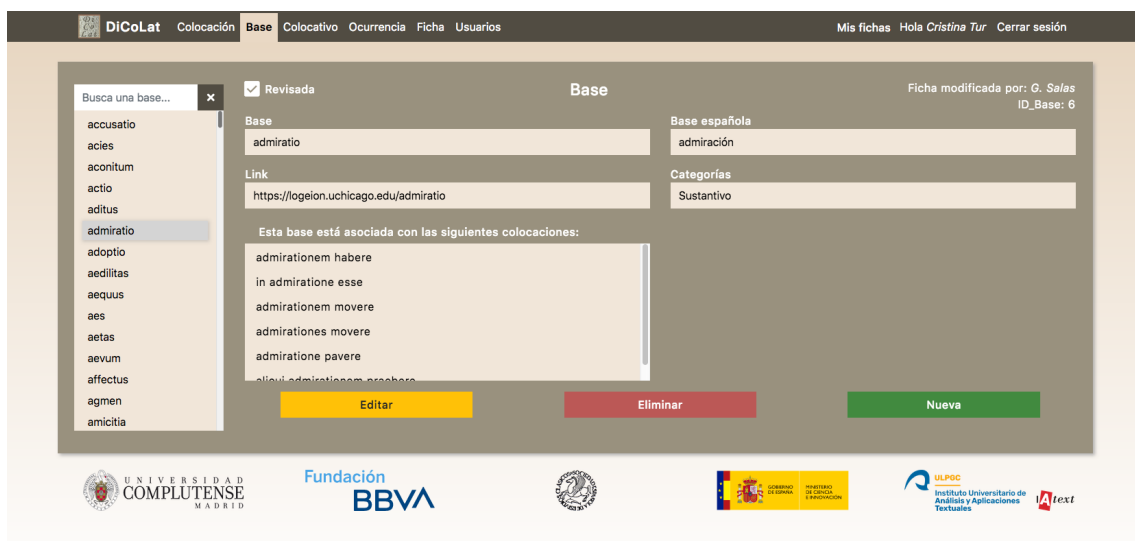 DiCoLat Colocación Base Colocativo Ocurrencia Ficha Usuarios Mis fichas Hola Cristina Tur Cerrar sesión
Busca una base... ×
accusatio
acies
aconitum
actio
aditus
admiratio
adoptio
aedilitas
aequus
aes
aetas
aevum
affectus
agmen
amicitia
Revisada
Base
Ficha modificada por: G. Salas
ID_Base: 6
Base
admiratio
Base española
admiración
Link
https://logeion.uchicago.edu/admiratio
Categorías
Sustantivo
Esta base está asociada con las siguientes colocaciones:
admirationem habere
in admiratione esse
admirationem movere
admirationes movere
admiratione pavere
alicui admirationem praebere
Editar
Eliminar
Nueva
UNIVERSIDAD
COMPLUTENSE
MADRID
Fundación
BBVA
GOBIERNO DE ESPAÑA
MINISTERIO DE CIENCIA E INNOVACIÓN
ULPGC
Instituto Universitario de
Análisis y Aplicaciones
Textuales
IAtext